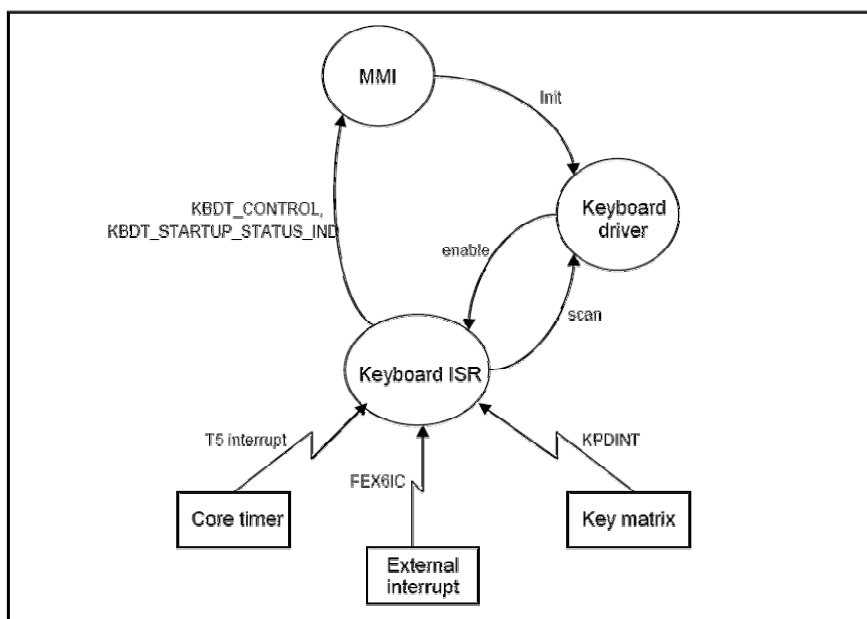 MMI
Init
KBDT_CONTROL,
KBDT_STARTUP_STATUS_IND
Keyboard
driver
enable
scan
Keyboard ISR
T5 interrupt
KPDINT
FEX6IC
Core timer
Key matrix
External
interrupt